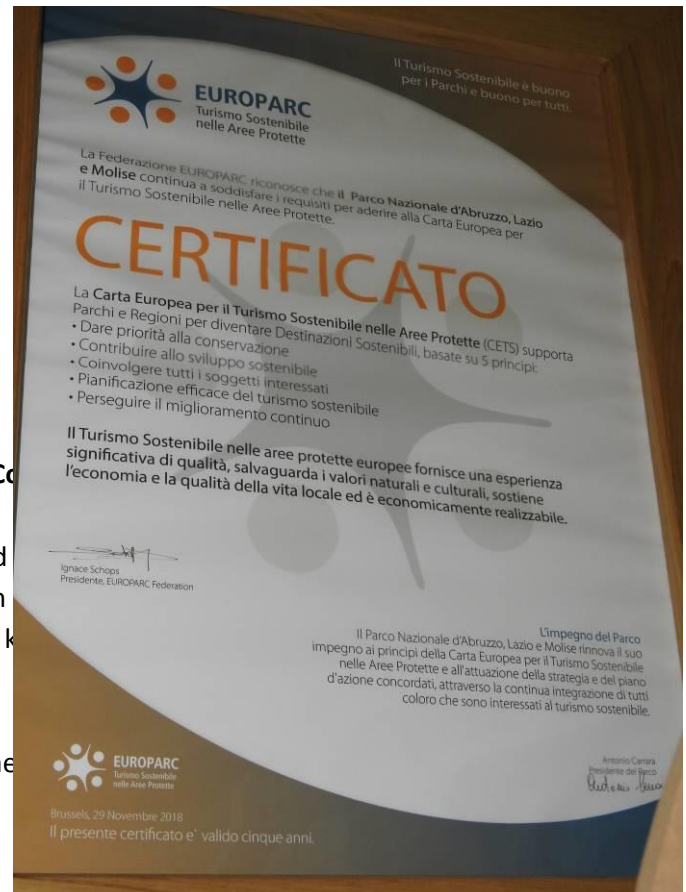 Il Turismo Sostenibile è buono
per i Parchi e buono per tutti.
EUROPARC
Turismo Sostenibile
nelle Aree Protette
La Federazione EUROPARC riconosce che il Parco Nazionale d'Abruzzo, Lazio
e Molise continua a soddisfare i requisiti per aderire alla Carta Europea per
il Turismo Sostenibile nelle Aree Protette.
CERTIFICATO
La Carta Europea per il Turismo Sostenibile nelle Aree Protette (CETS) supporta
Parchi e Regioni per diventare Destinazioni Sostenibili, basate su 5 principi:
• Dare priorità alla conservazione
• Contribuire allo sviluppo sostenibile
• Coinvolgere tutti i soggetti interessati
• Pianificazione efficace del turismo sostenibile
• Perseguire il miglioramento continuo
Il Turismo Sostenibile nelle aree protette europee fornisce una esperienza
significativa di qualità, salvaguarda i valori naturali e culturali, sostiene
l'economia e la qualità della vita locale ed è economicamente realizzabile.
Ignace Schops
Presidente, EUROPARC Federation
L'impegno del Parco
Il Parco Nazionale d'Abruzzo, Lazio e Molise rinnova il suo
impegno ai principi della Carta Europea per il Turismo Sostenibile
nelle Aree Protette e all'attuazione della strategia e del piano
d'azione concordati, attraverso la continua integrazione di tutti
coloro che sono interessati al turismo sostenibile.
Antonio Carrara
Presidente del Parco
EUROPARC
Turismo Sostenibile
nelle Aree Protette
Brussels, 29 Novembre 2018
Il presente certificato e` valido cinque anni.